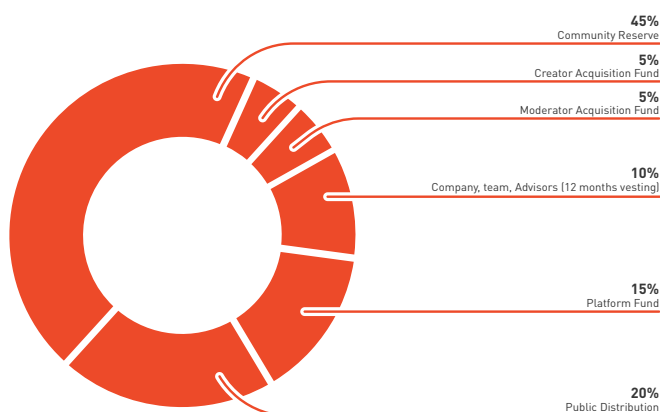 45%
Community Reserve
5%
Creator Acquisition Fund
5%
Moderator Acquisition Fund
10%
Company, team, Advisors (12 months vesting)
15%
Platform Fund
20%
Public Distribution